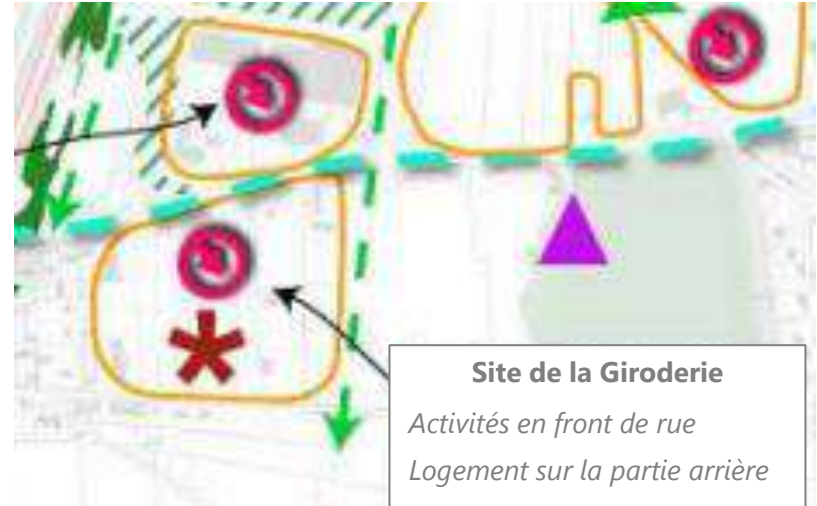 Site de la Giroderie
Activités en front de rue
Logement sur la partie arrière